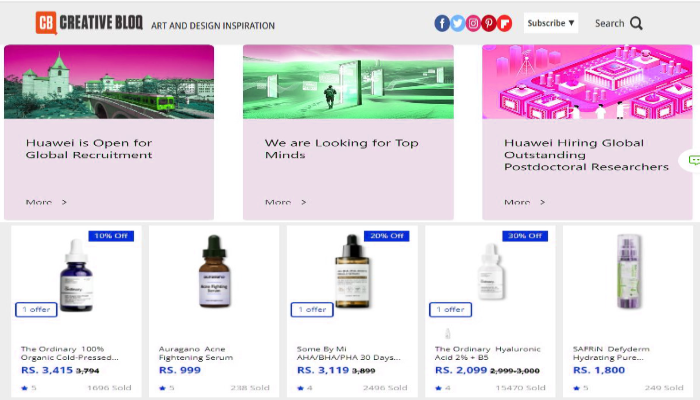 CB CREATIVE BLOQ ART AND DESIGN INSPIRATION
Subscribe ▼
Search
Huawei is Open for
Global Recruitment
More >
We are Looking for Top
Minds
More >
Huawei Hiring Global
Outstanding
Postdoctoral Researchers
More >
10% Off
1 offer
The Ordinary 100%
Organic Cold-Pressed...
RS. 3,415 3,794
5 1696 Sold
Auragano Acne
Fightening Serum
RS. 999
5 238 Sold
20% Off
1 offer
Some By Mi
AHA/BHA/PHA 30 Days...
RS. 3,119 3,899
4 2496 Sold
30% Off
1 offer
The Ordinary Hyaluronic
Acid 2% + B5
RS. 2,099 2,999-3,000
4 15470 Sold
SAFRiN Defyderm
Hydrating Pure...
RS. 1,800
5 249 Sold